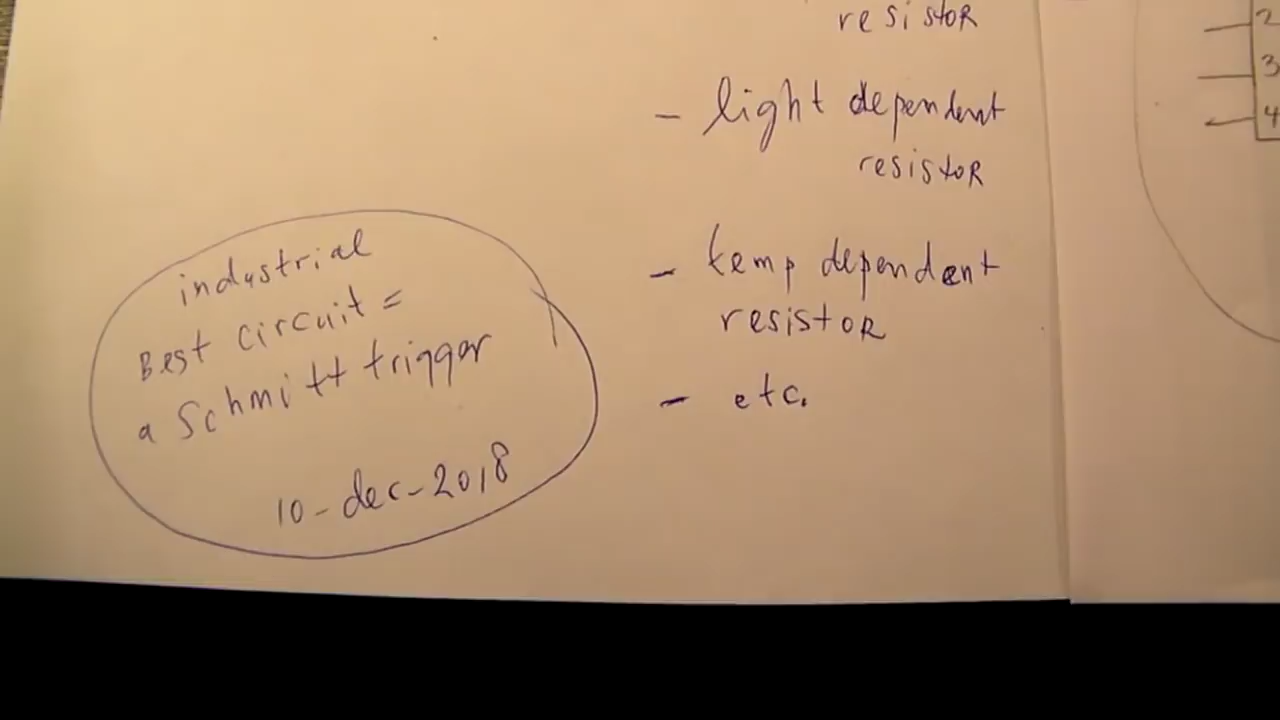 resistor
- light dependent
resistor
- temp dependent
resistor
- etc.
industrial
Best circuit =
a Schmitt trigger
10-dec-2018
2
3
4